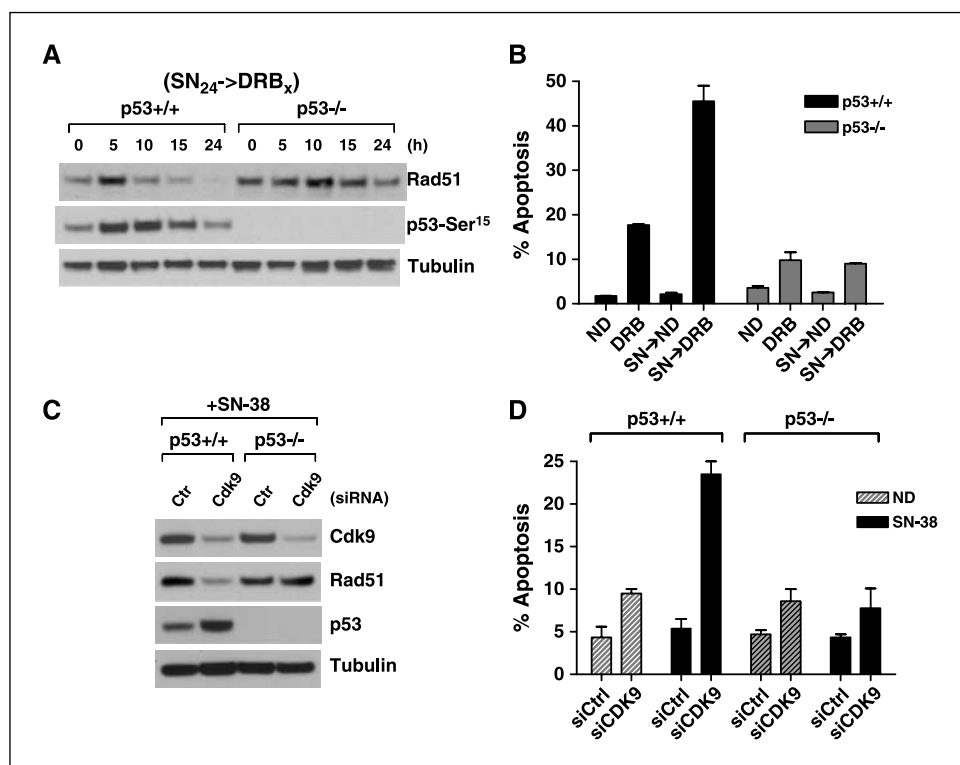 A
(SN24->DRBx)
p53+/+ p53-/-
0 5 10 15 24 0 5 10 15 24 (h)
Rad51
p53-Ser15
Tubulin
B
% Apoptosis
50
40
30
20
10
0
p53+/+
p53-/-
ND DRB SN→ND SN→DRB ND DRB SN→ND SN→DRB
C
+SN-38
p53+/+ p53-/-
Ctr Cdk9 Ctr Cdk9 (siRNA)
Cdk9
Rad51
p53
Tubulin
D
p53+/+ p53-/-
% Apoptosis
25
20
15
10
5
0
ND
SN-38
siCtrl siCDK9 siCtrl siCDK9 siCtrl siCDK9 siCtrl siCDK9